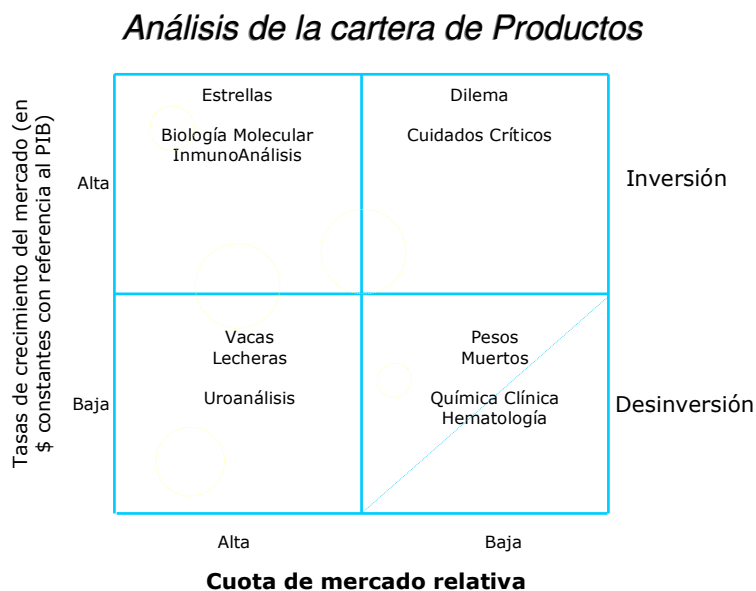 Análisis de la cartera de Productos
Tasas de crecimiento del mercado (en
$ constantes con referencia al PIB)
Estrellas
Biología Molecular
InmunoAnálisis
Dilema
Cuidados Críticos
Alta
Inversión
Vacas
Lecheras
Uroanálisis
Pesos
Muertos
Química Clínica
Hematología
Baja
Desinversión
Alta
Baja
Cuota de mercado relativa